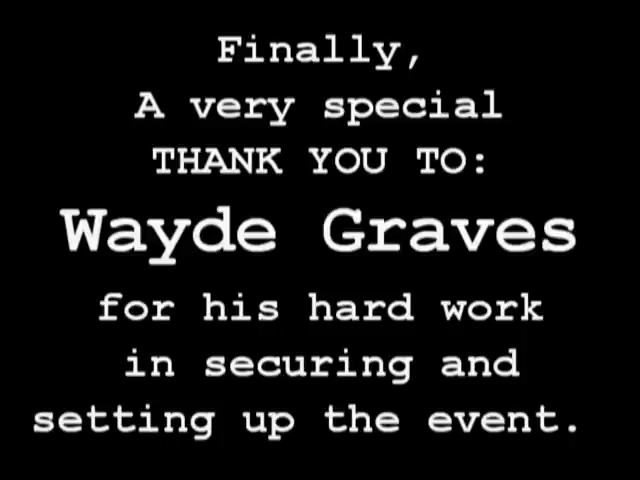 Finally,
A very special
THANK YOU TO:
Wayde Graves
for his hard work
in securing and
setting up the event.